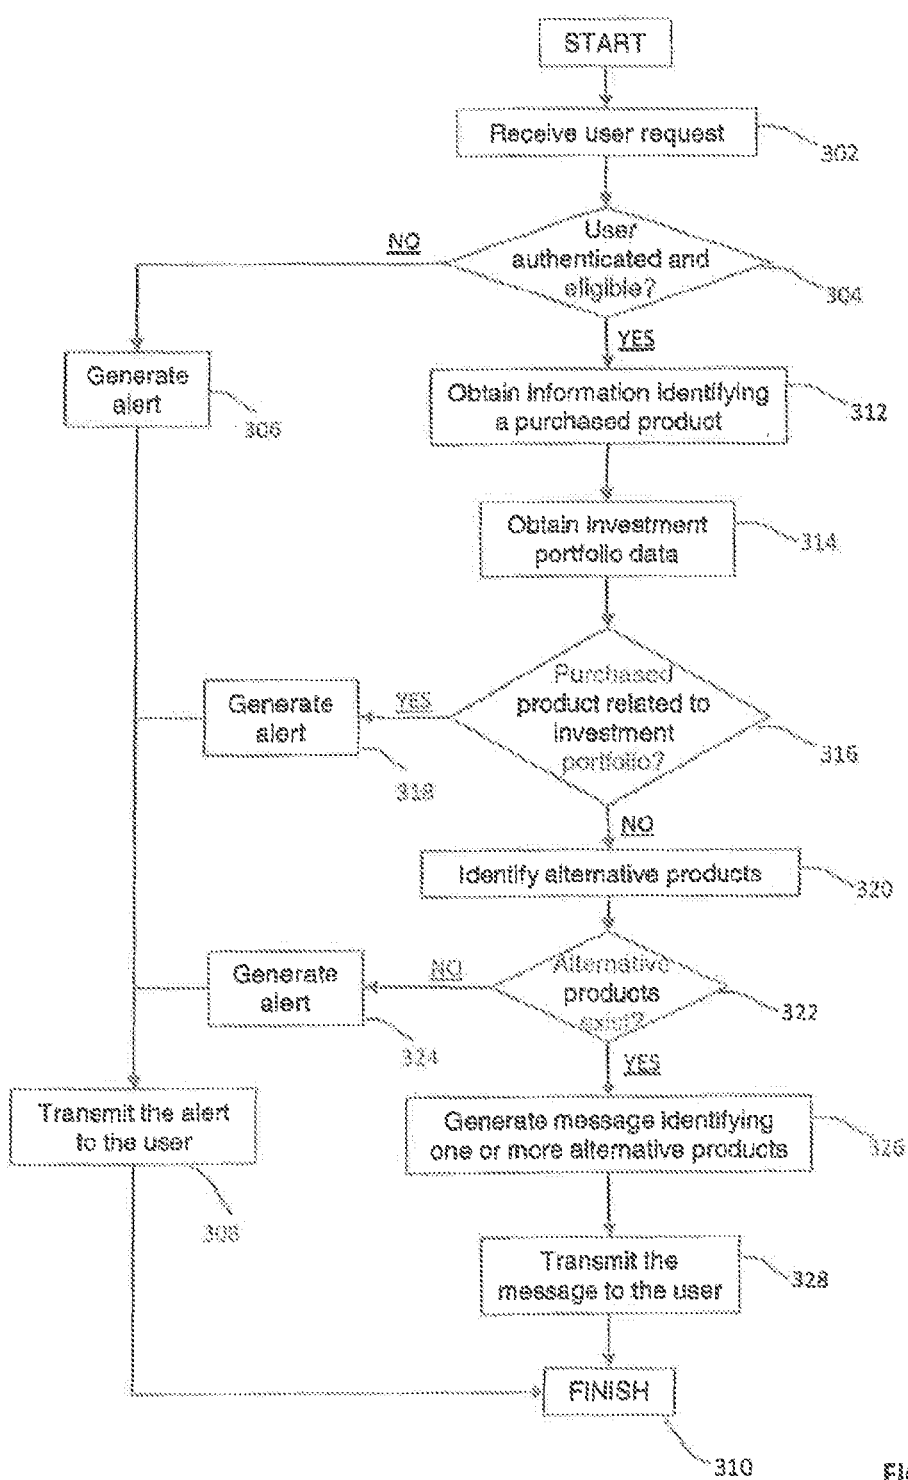 START
Receive user request
302
User
authenticated and
eligible?
304
NO
YES
Generate
alert
306
Obtain information identifying
a purchased product
312
Obtain investment
portfolio data
314
Purchased
product related to
investment
portfolio?
316
YES
Generate
alert
318
NO
Identify alternative products
320
Alternative
products
exist?
322
NO
Generate
alert
324
YES
Transmit the alert
to the user
308
Generate message identifying
one or more alternative products
326
Transmit the
message to the user
328
FINISH
310